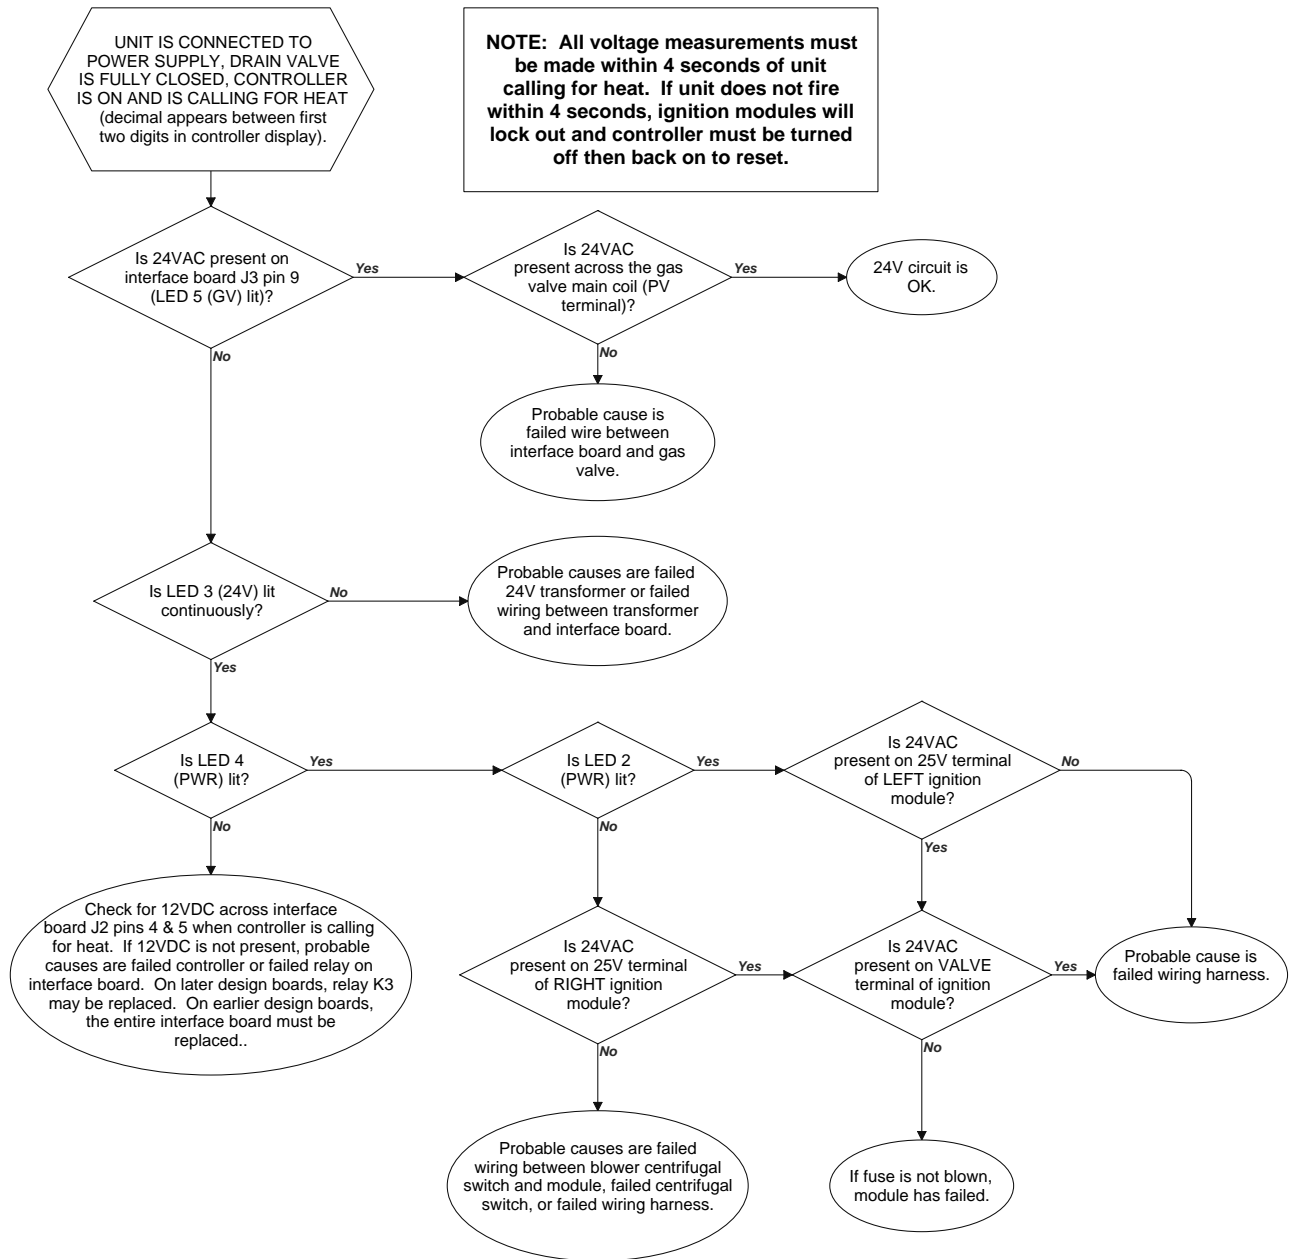 UNIT IS CONNECTED TO
POWER SUPPLY, DRAIN VALVE
IS FULLY CLOSED, CONTROLLER
IS ON AND IS CALLING FOR HEAT
(decimal appears between first
two digits in controller display).
NOTE: All voltage measurements must
be made within 4 seconds of unit
calling for heat. If unit does not fire
within 4 seconds, ignition modules will
lock out and controller must be turned
off then back on to reset.
Is 24VAC present on
interface board J3 pin 9
(LED 5 (GV) lit)?
Yes
Is 24VAC
present across the gas
valve main coil (PV
terminal)?
Yes
24V circuit is
OK.
No
No
Probable cause is
failed wire between
interface board and gas
valve.
Is LED 3 (24V) lit
continuously?
No
Probable causes are failed
24V transformer or failed
wiring between transformer
and interface board.
Yes
Is LED 4
(PWR) lit?
Yes
Is LED 2
(PWR) lit?
Yes
Is 24VAC
present on 25V terminal
of LEFT ignition
module?
No
No
No
Yes
Check for 12VDC across interface
board J2 pins 4 & 5 when controller is calling
for heat. If 12VDC is not present, probable
causes are failed controller or failed relay on
interface board. On later design boards, relay K3
may be replaced. On earlier design boards,
the entire interface board must be
replaced..
Is 24VAC
present on 25V terminal
of RIGHT ignition
module?
Yes
Is 24VAC
present on VALVE
terminal of ignition
module?
Yes
Probable cause is
failed wiring harness.
No
No
Probable causes are failed
wiring between blower centrifugal
switch and module, failed centrifugal
switch, or failed wiring harness.
If fuse is not blown,
module has failed.